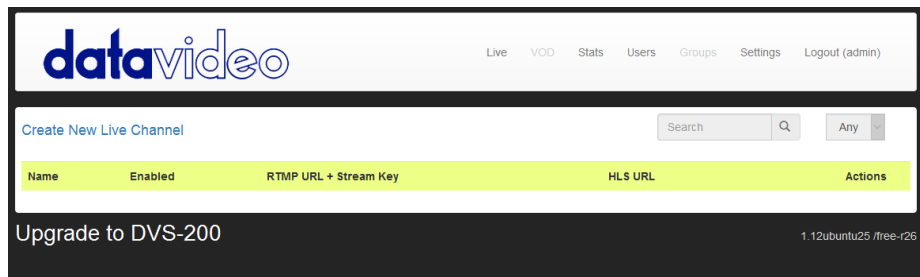 datavideo
Live VOD Stats Users Groups Settings Logout (admin)
Create New Live Channel
Search
Any
Name Enabled RTMP URL + Stream Key HLS URL Actions
Upgrade to DVS-200
1.12ubuntu25 /free-r26